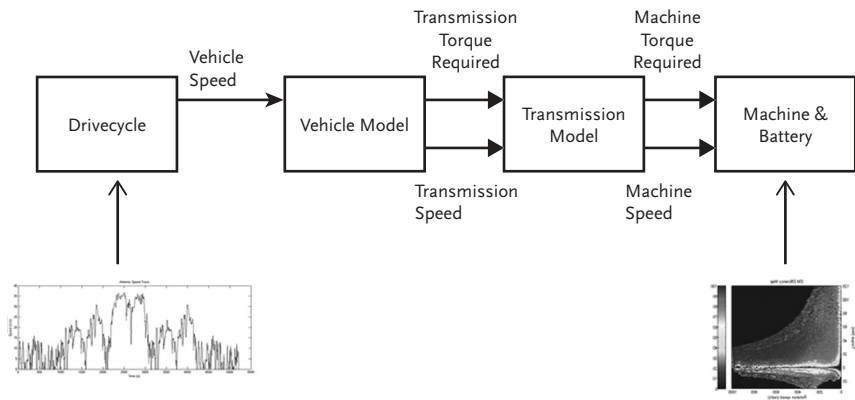 Transmission
Torque
Required
Machine
Torque
Required
Vehicle
Speed
Drivecycle
Vehicle Model
Transmission
Model
Machine &
Battery
Transmission
Speed
Machine
Speed